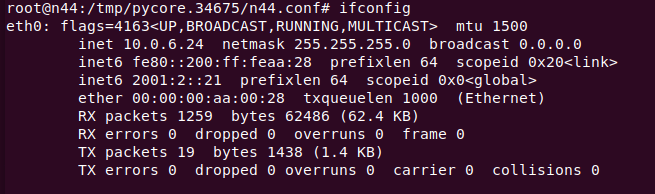 root@n44:/tmp/pycore.34675/n44.conf# ifconfig
eth0: flags=4163<UP,BROADCAST,RUNNING,MULTICAST>  mtu 1500
        inet 10.0.6.24  netmask 255.255.255.0  broadcast 0.0.0.0
        inet6 fe80::200:ff:feaa:28  prefixlen 64  scopeid 0x20<link>
        inet6 2001:2::21  prefixlen 64  scopeid 0x0<global>
        ether 00:00:00:aa:00:28  txqueuelen 1000  (Ethernet)
        RX packets 1259  bytes 62486 (62.4 KB)
        RX errors 0  dropped 0  overruns 0  frame 0
        TX packets 19  bytes 1438 (1.4 KB)
        TX errors 0  dropped 0 overruns 0  carrier 0  collisions 0